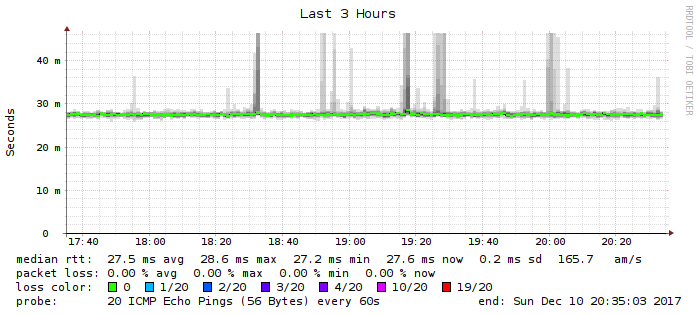 Last 3 Hours
RRDTOOL / TOBI OETIKER
Seconds
40 m
30 m
20 m
10 m
0
17:40 18:00 18:20 18:40 19:00 19:20 19:40 20:00 20:20
median rtt: 27.5 ms avg 28.6 ms max 27.2 ms min 27.6 ms now 0.2 ms sd 165.7 am/s
packet loss: 0.00 % avg 0.00 % max 0.00 % min 0.00 % now
loss color: 0 1/20 2/20 3/20 4/20 10/20 19/20
probe: 20 ICMP Echo Pings (56 Bytes) every 60s end: Sun Dec 10 20:35:03 2017